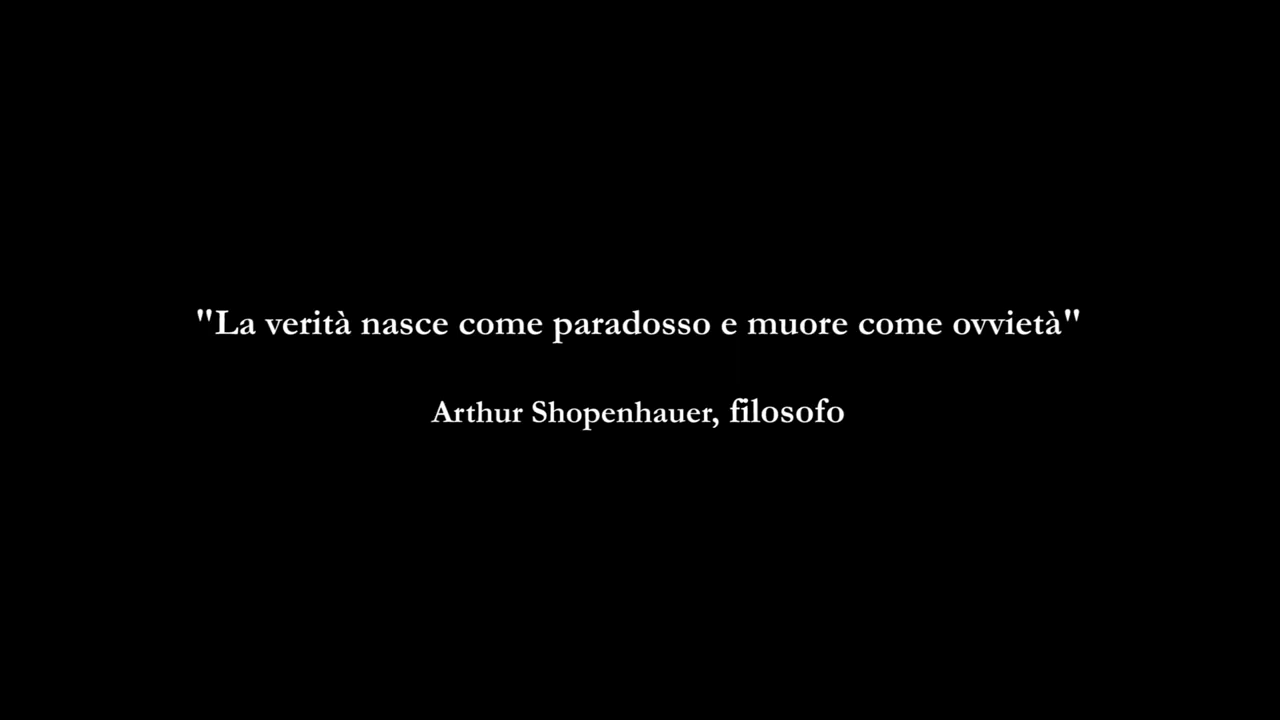 "La verità nasce come paradosso e muore come ovvietà"
Arthur Shopenhauer, filosofo